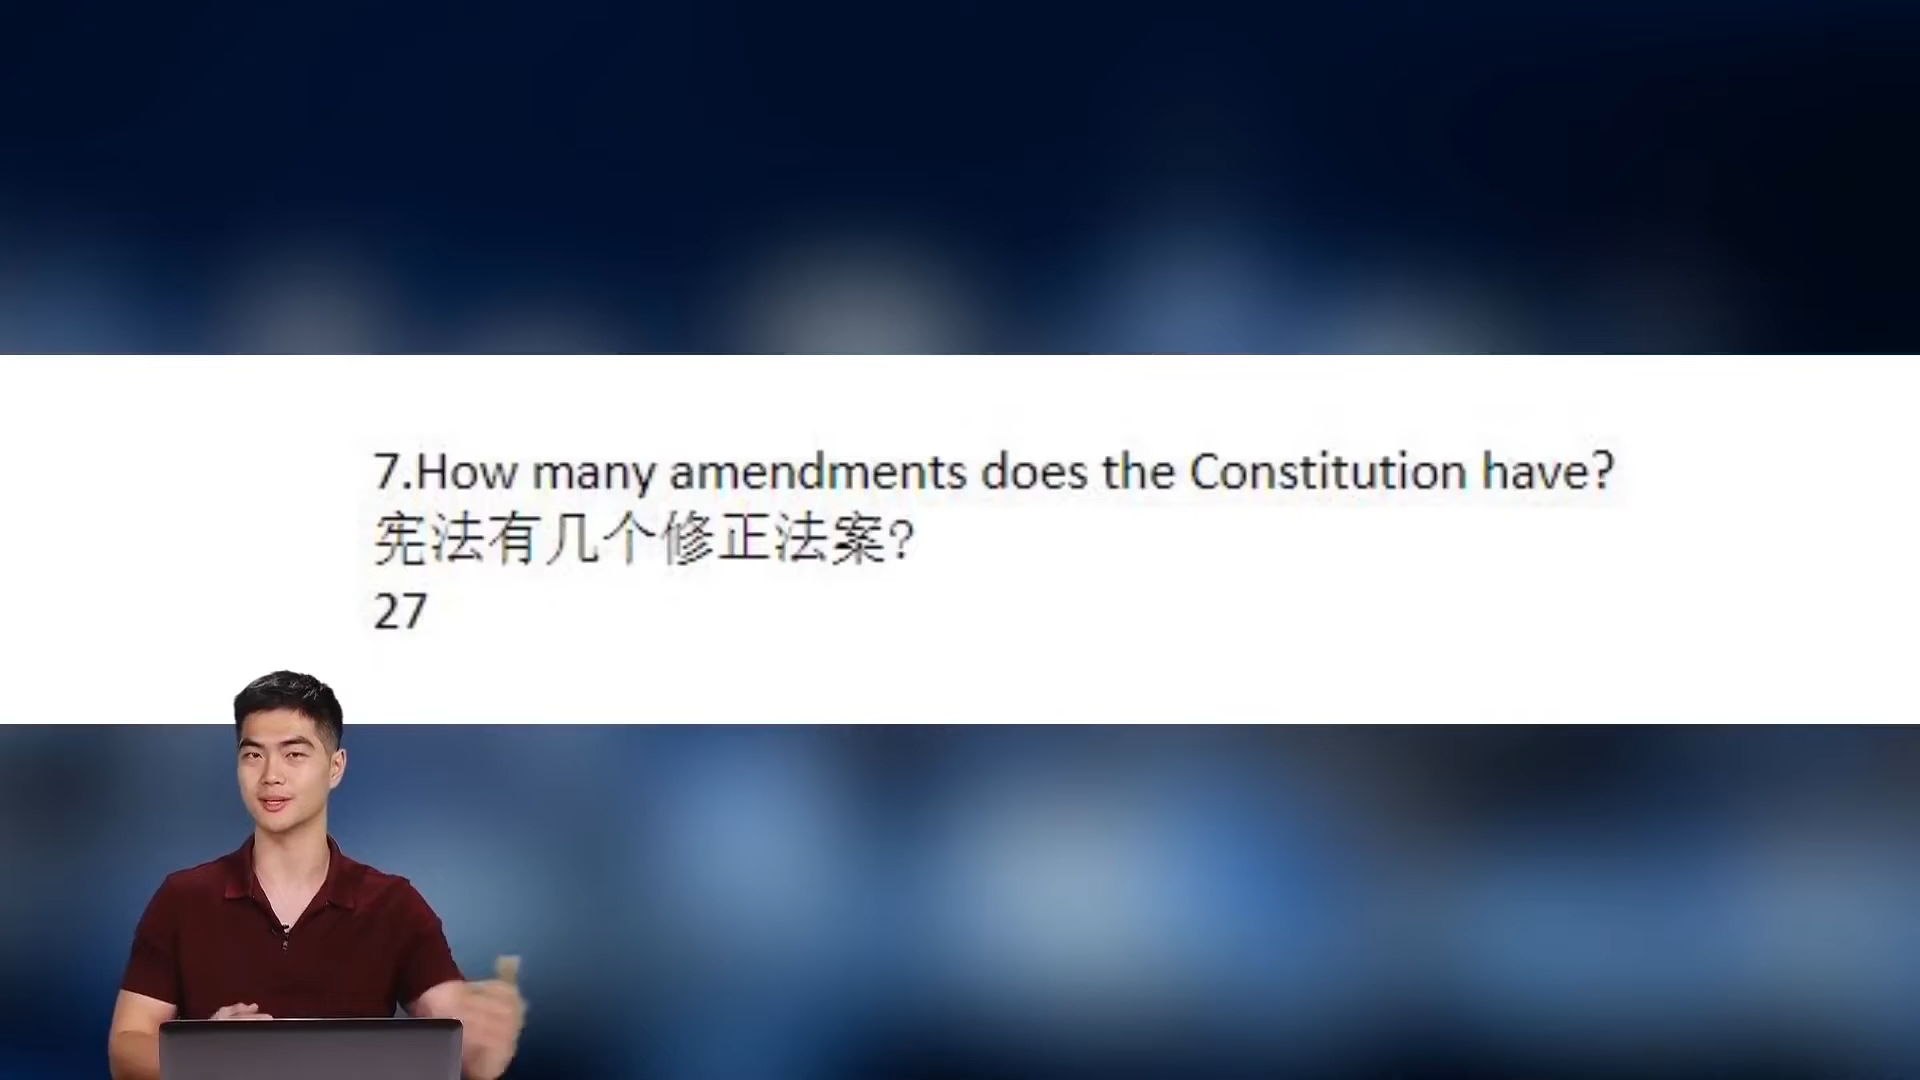 7.How many amendments does the Constitution have?
宪法有几个修正法案?
27